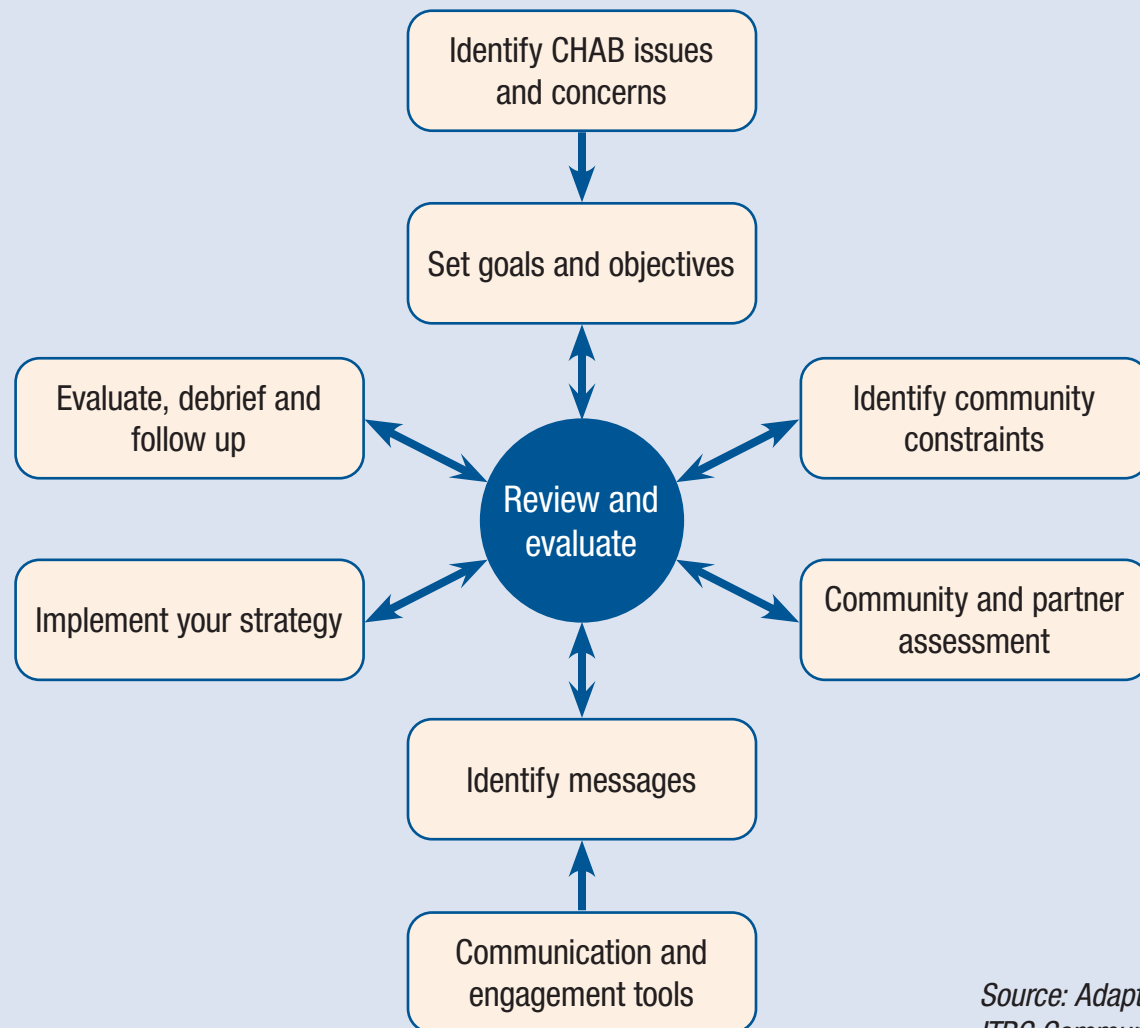 Identify CHAB issues
and concerns
Set goals and objectives
Evaluate, debrief and
follow up
Identify community
constraints
Review and
evaluate
Implement your strategy
Community and partner
assessment
Identify messages
Communication and
engagement tools
Source: Adapt